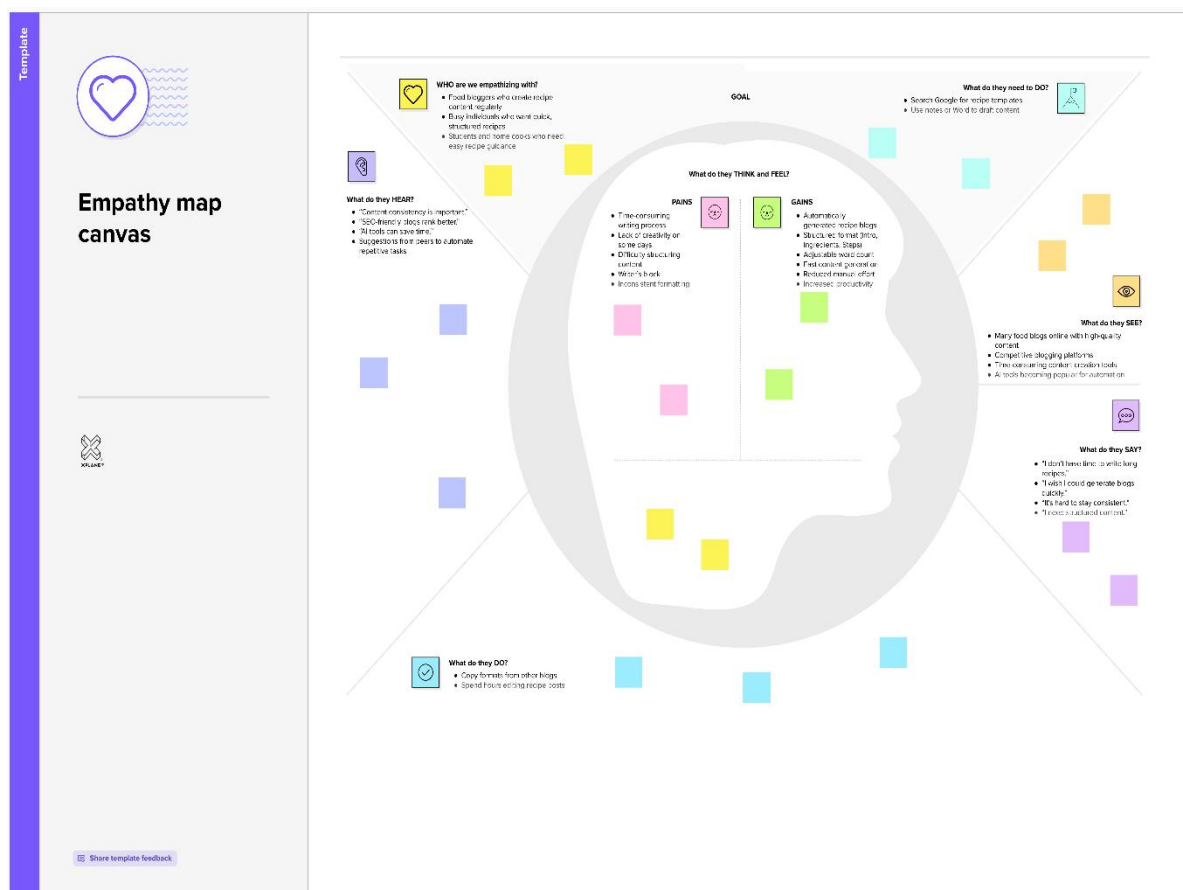 Template
Empathy map
canvas
XPLANE
Share template feedback
WHO are we empathizing with?
• Food bloggers who create recipe
content regularly
• Busy individuals who want quick,
structured recipes
• Students and home cooks who need
easy recipe guidance
GOAL
What do they need to DO?
• Search Google for recipe templates
• Use notes or Word to draft content
What do they HEAR?
• "Content consistency is important."
• "SEO-friendly blogs rank better."
• "AI tools can save time."
• Suggestions from peers to automate
repetitive tasks
What do they THINK and FEEL?
PAINS
• Time-consuming
writing process
• Lack of creativity on
some days
• Difficulty structuring
content
• Writer's block
• Inconsistent formatting
GAINS
• Automatically
generated recipe blogs
• Structured format (Intro,
Ingredients, Steps)
• Adjustable word count
• Fast content generation
• Reduced manual effort
• Increased productivity
What do they SEE?
• Many food blogs online with high-quality
content
• Competitive blogging platforms
• Time-consuming content creation tools
• AI tools becoming popular for automation
What do they SAY?
• "I don't have time to write long
recipes."
• "I wish I could generate blogs
quickly."
• "It's hard to stay consistent."
• "I need structured content."
What do they DO?
• Copy formats from other blogs
• Spend hours editing recipe posts